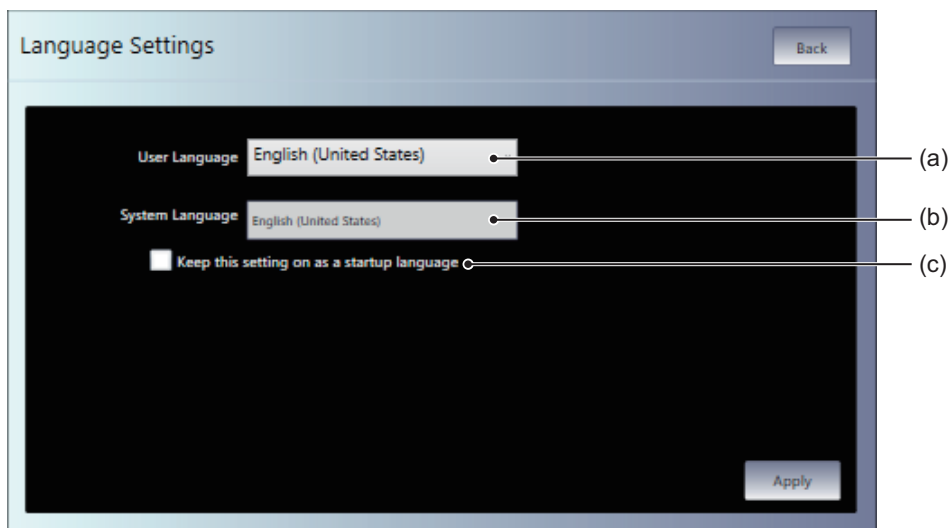 Language Settings
Back
User Language English (United States) (a)
System Language English (United States) (b)
Keep this setting on as a startup language (c)
Apply